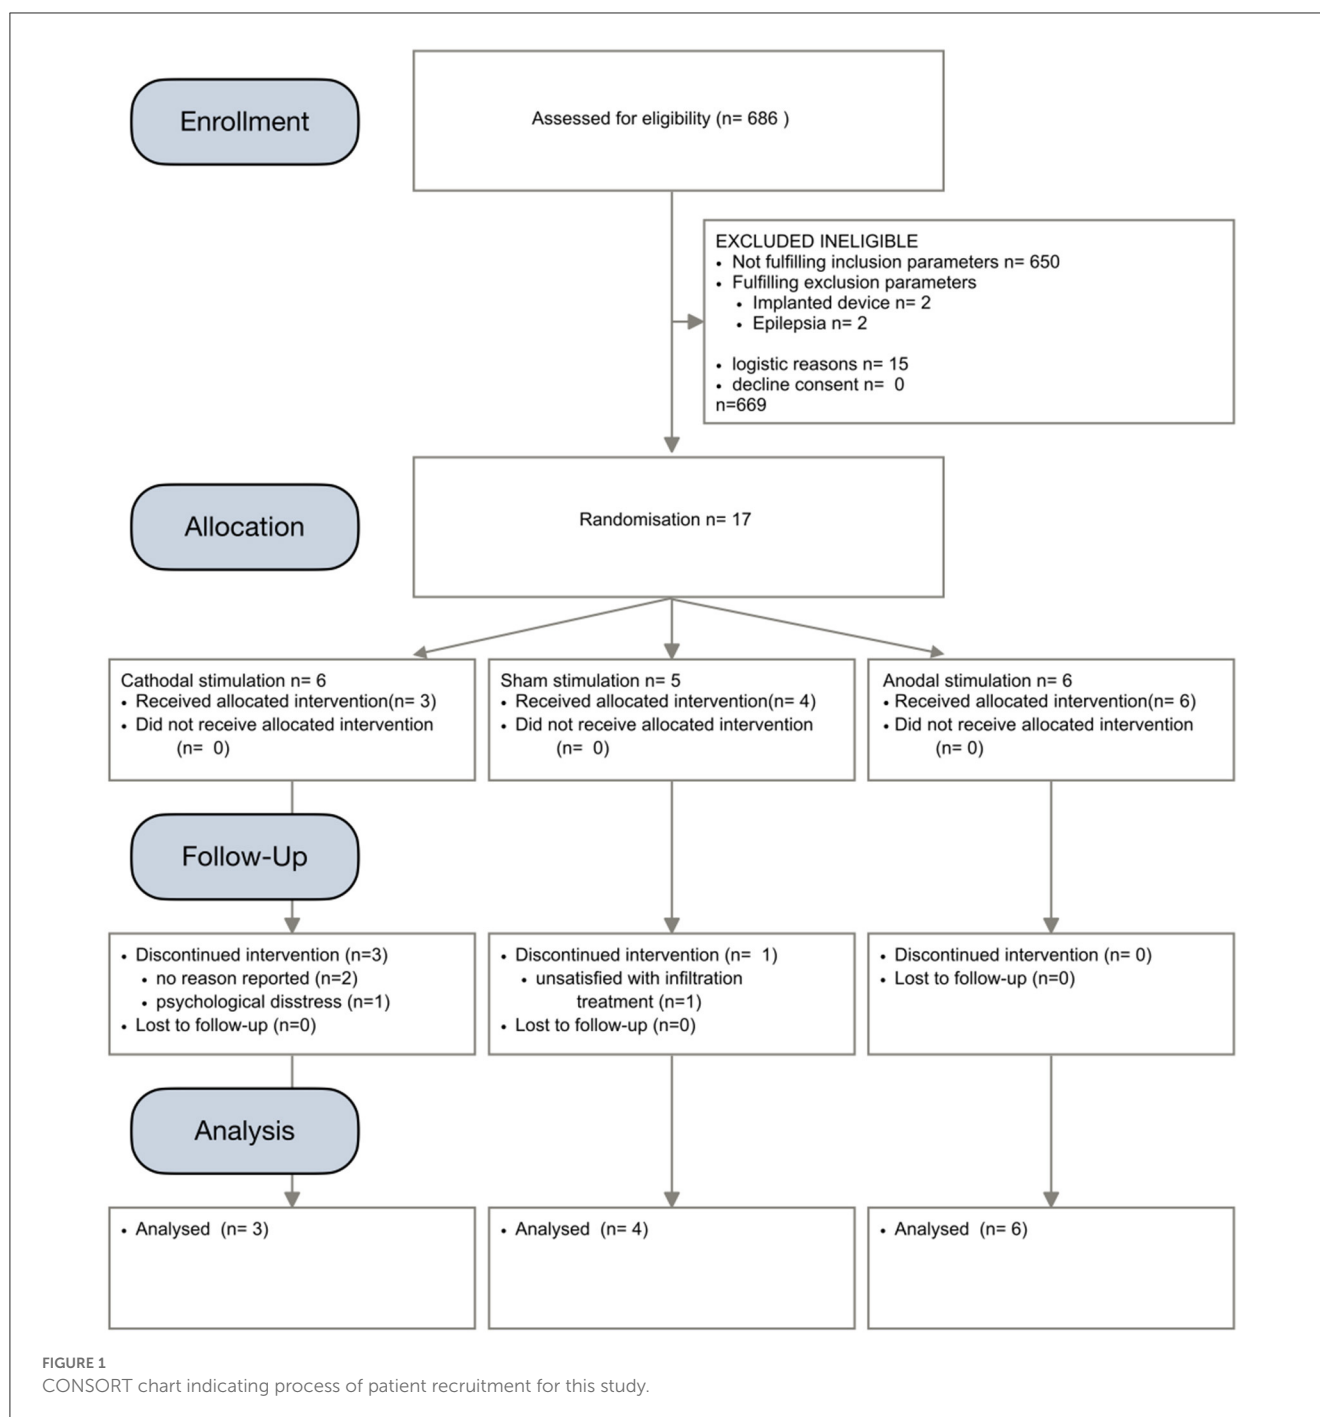 Enrollment
Assessed for eligibility (n= 686 )
EXCLUDED INELIGIBLE
• Not fulfilling inclusion parameters n= 650
• Fulfilling exclusion parameters
• Implanted device n= 2
• Epilepsia n= 2
• logistic reasons n= 15
• decline consent n=  0
n=669
Allocation
Randomisation n= 17
Cathodal stimulation n= 6
• Received allocated intervention(n= 3)
• Did not receive allocated intervention
(n=  0)
Sham stimulation n= 5
• Received allocated intervention(n= 4)
• Did not receive allocated intervention
(n=  0)
Anodal stimulation n= 6
• Received allocated intervention(n= 6)
• Did not receive allocated intervention
(n= 0)
Follow-Up
• Discontinued intervention (n=3)
• no reason reported (n=2)
• psychological disstress (n=1)
• Lost to follow-up (n=0)
• Discontinued intervention (n=  1)
• unsatisfied with infiltration
treatment (n=1)
• Lost to follow-up (n=0)
• Discontinued intervention (n= 0)
• Lost to follow-up (n=0)
Analysis
• Analysed  (n= 3)
• Analysed  (n= 4)
• Analysed  (n= 6)
FIGURE 1
CONSORT chart indicating process of patient recruitment for this study.